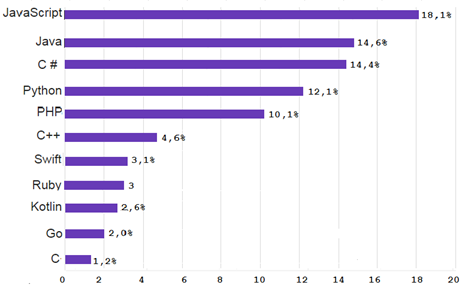 JavaScript 18,1%
Java 14,6%
C # 14,4%
Python 12,1%
PHP 10,1%
C++ 4,6%
Swift 3,1%
Ruby 3
Kotlin 2,6%
Go 2,0%
C 1,2%
0 2 4 6 8 10 12 14 16 18 20